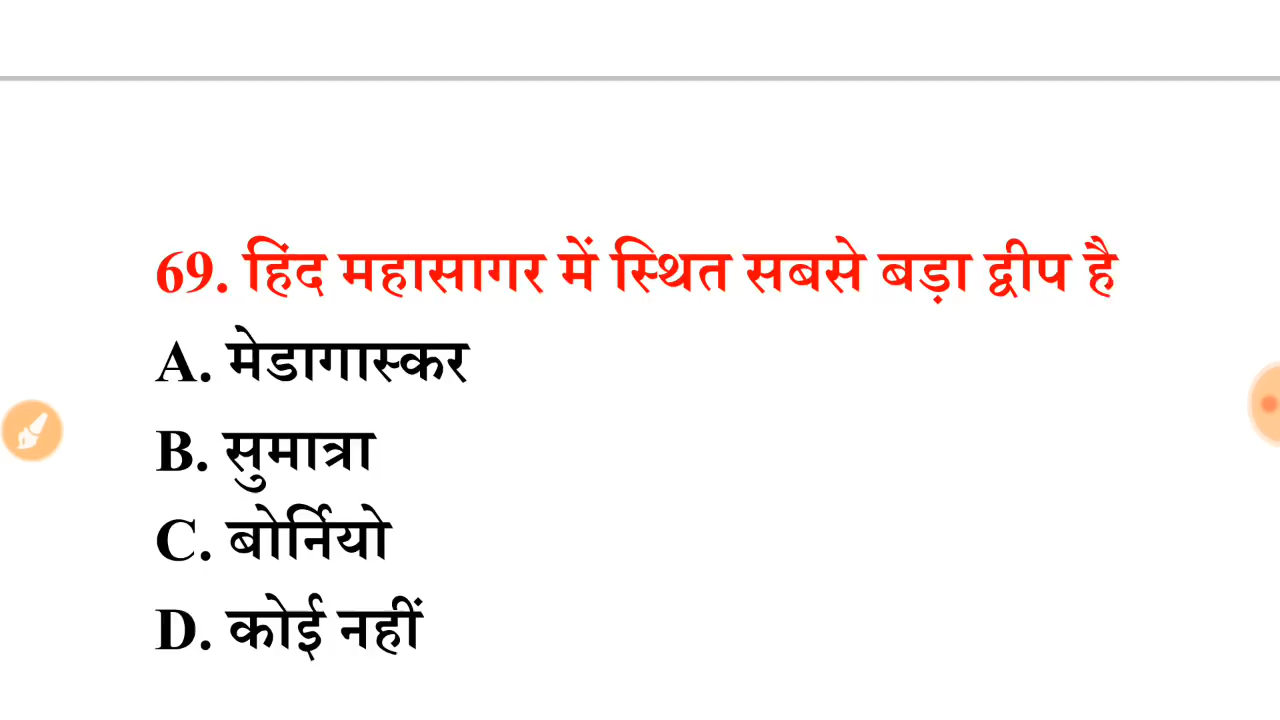 69. हिंद महासागर में स्थित सबसे बड़ा द्वीप है
A. मेडागास्कर
B. सुमात्रा
C. बोर्नियो
D. कोई नहीं